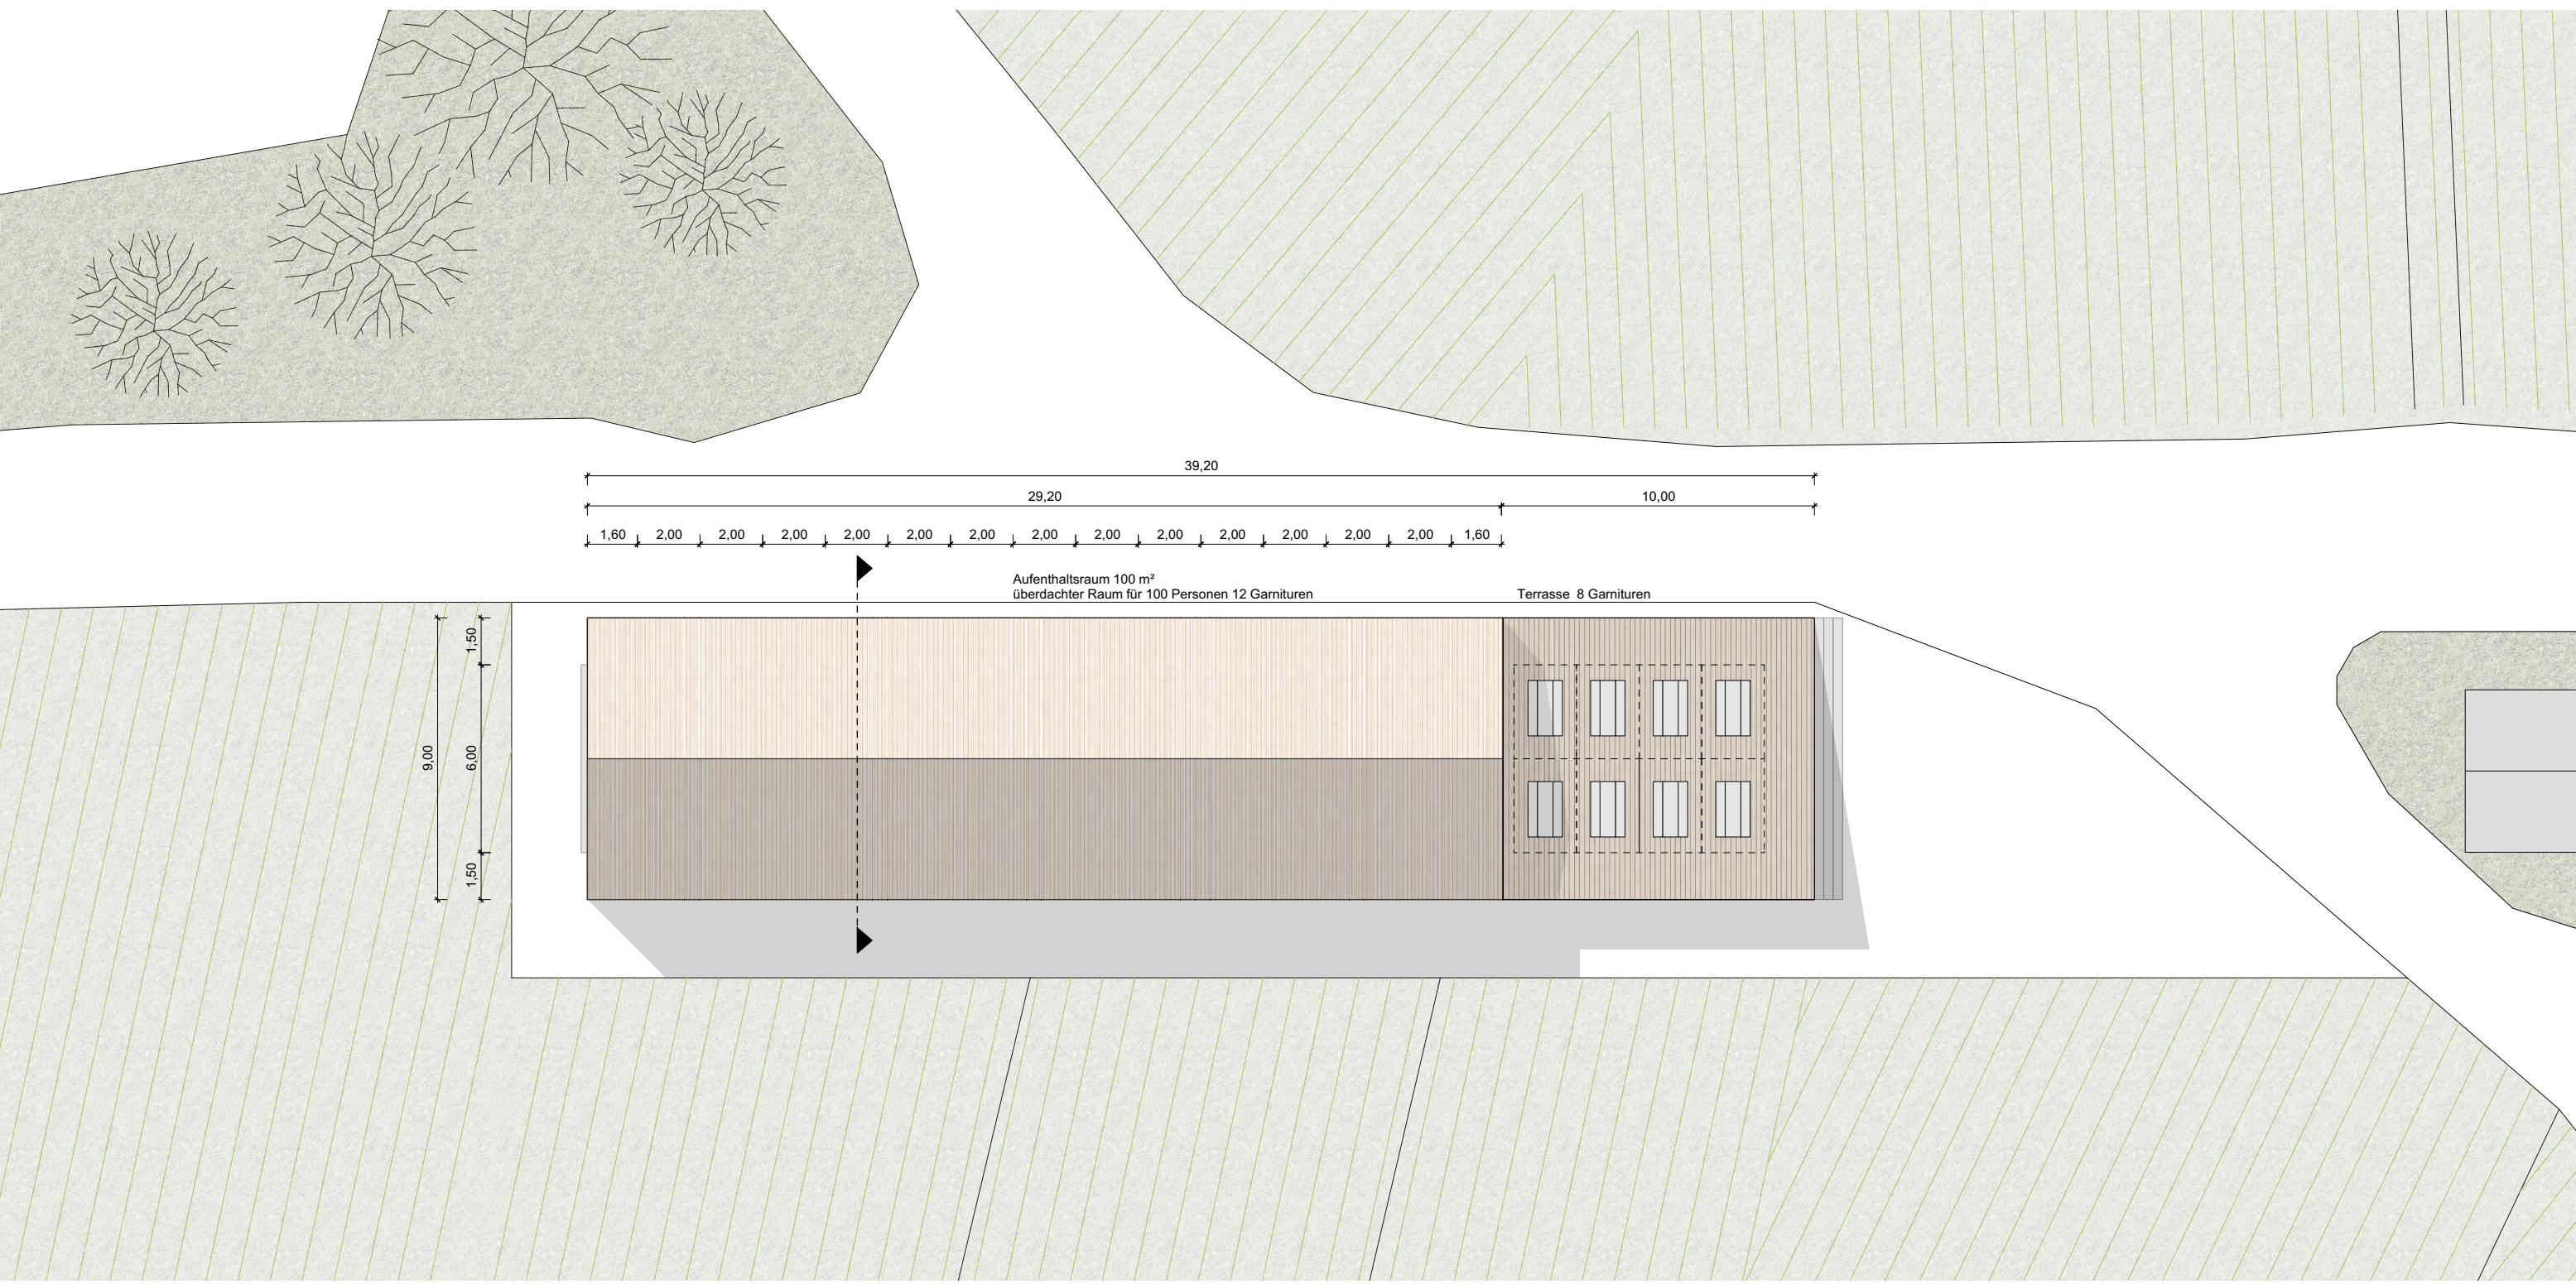 39,20
29,20 10,00
1,60 2,00 2,00 2,00 2,00 2,00 2,00 2,00 2,00 2,00 2,00 2,00 2,00 2,00 1,60
Aufenthaltsraum 100 m²
überdachter Raum für 100 Personen 12 Garnituren
Terrasse 8 Garnituren
1,50
9,00
6,00
1,50